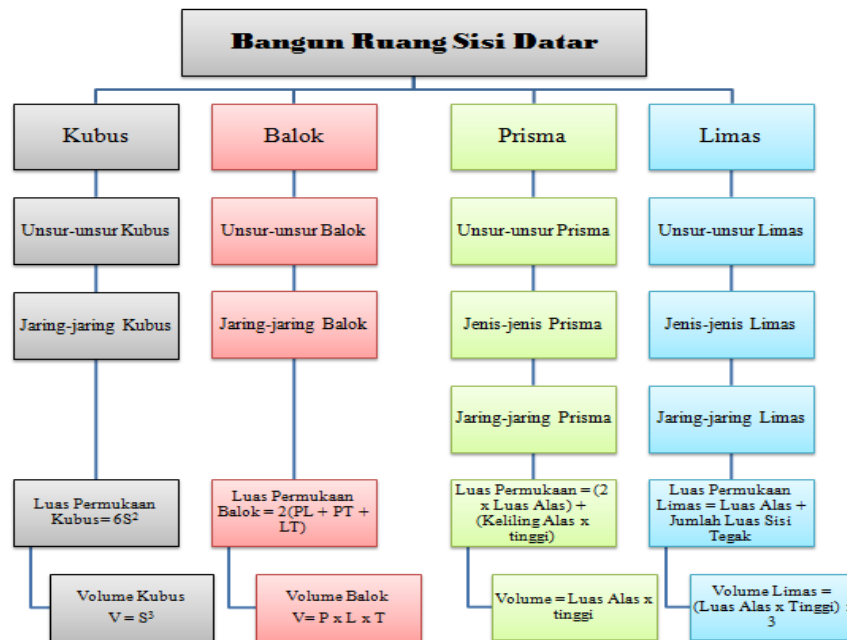 Bangun Ruang Sisi Datar
Kubus
Balok
Prisma
Limas
Unsur-unsur Kubus
Unsur-unsur Balok
Unsur-unsur Prisma
Unsur-unsur Limas
Jaring-jaring Kubus
Jaring-jaring Balok
Jenis-jenis Prisma
Jenis-jenis Limas
Jaring-jaring Prisma
Jaring-jaring Limas
Luas Permukaan
Kubus= 6S²
Luas Permukaan
Balok = 2(PL + PT +
LT)
Luas Permukaan = (2
x Luas Alas) +
(Keliling Alas x
tinggi)
Luas Permukaan
Limas = Luas Alas +
Jumlah Luas Sisi
Tegak
Volume Kubus
V = S³
Volume Balok
V= P x L x T
Volume = Luas Alas x
tinggi
Volume Limas =
(Luas Alas x Tinggi) :
3